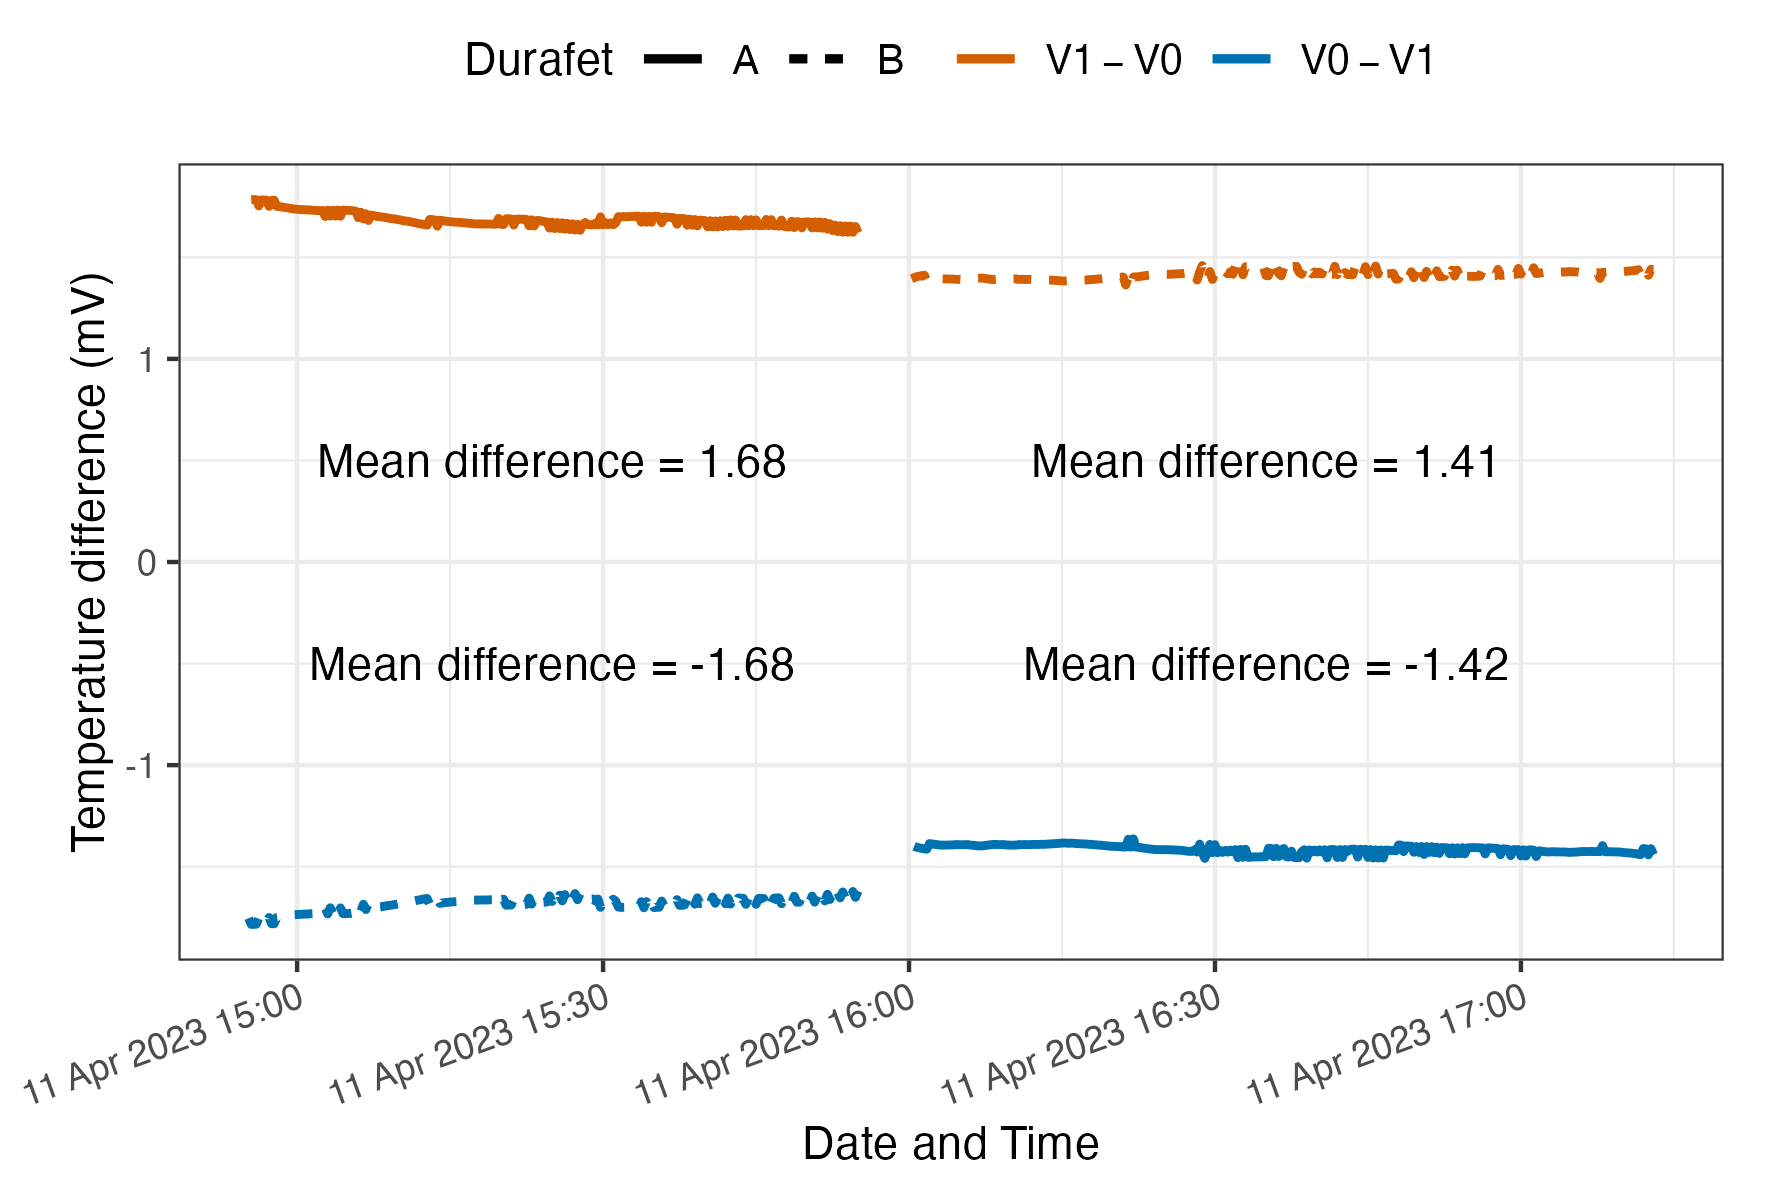 Durafet A B V1 – V0 V0 – V1
Temperature difference (mV)
1
0
-1
Mean difference = 1.68
Mean difference = 1.41
Mean difference = -1.68
Mean difference = -1.42
11 Apr 2023 15:00
11 Apr 2023 15:30
11 Apr 2023 16:00
11 Apr 2023 16:30
11 Apr 2023 17:00
Date and Time